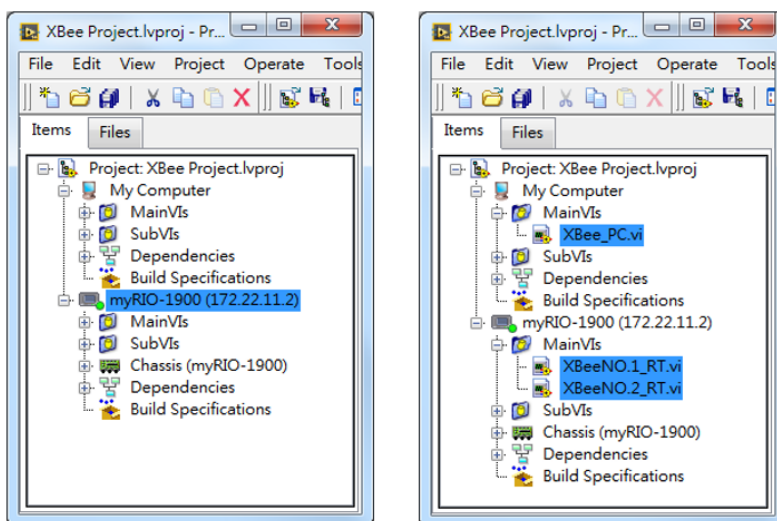 XBee Project.lvproj - Pr...
File Edit View Project Operate Tools
Items Files
Project: XBee Project.lvproj
My Computer
MainVIs
SubVIs
Dependencies
Build Specifications
myRIO-1900 (172.22.11.2)
MainVIs
SubVIs
Chassis (myRIO-1900)
Dependencies
Build Specifications
XBee Project.lvproj - Pr...
File Edit View Project Operate Tools
Items Files
Project: XBee Project.lvproj
My Computer
MainVIs
XBee_PC.vi
SubVIs
Dependencies
Build Specifications
myRIO-1900 (172.22.11.2)
MainVIs
XBeeNO.1_RT.vi
XBeeNO.2_RT.vi
SubVIs
Chassis (myRIO-1900)
Dependencies
Build Specifications